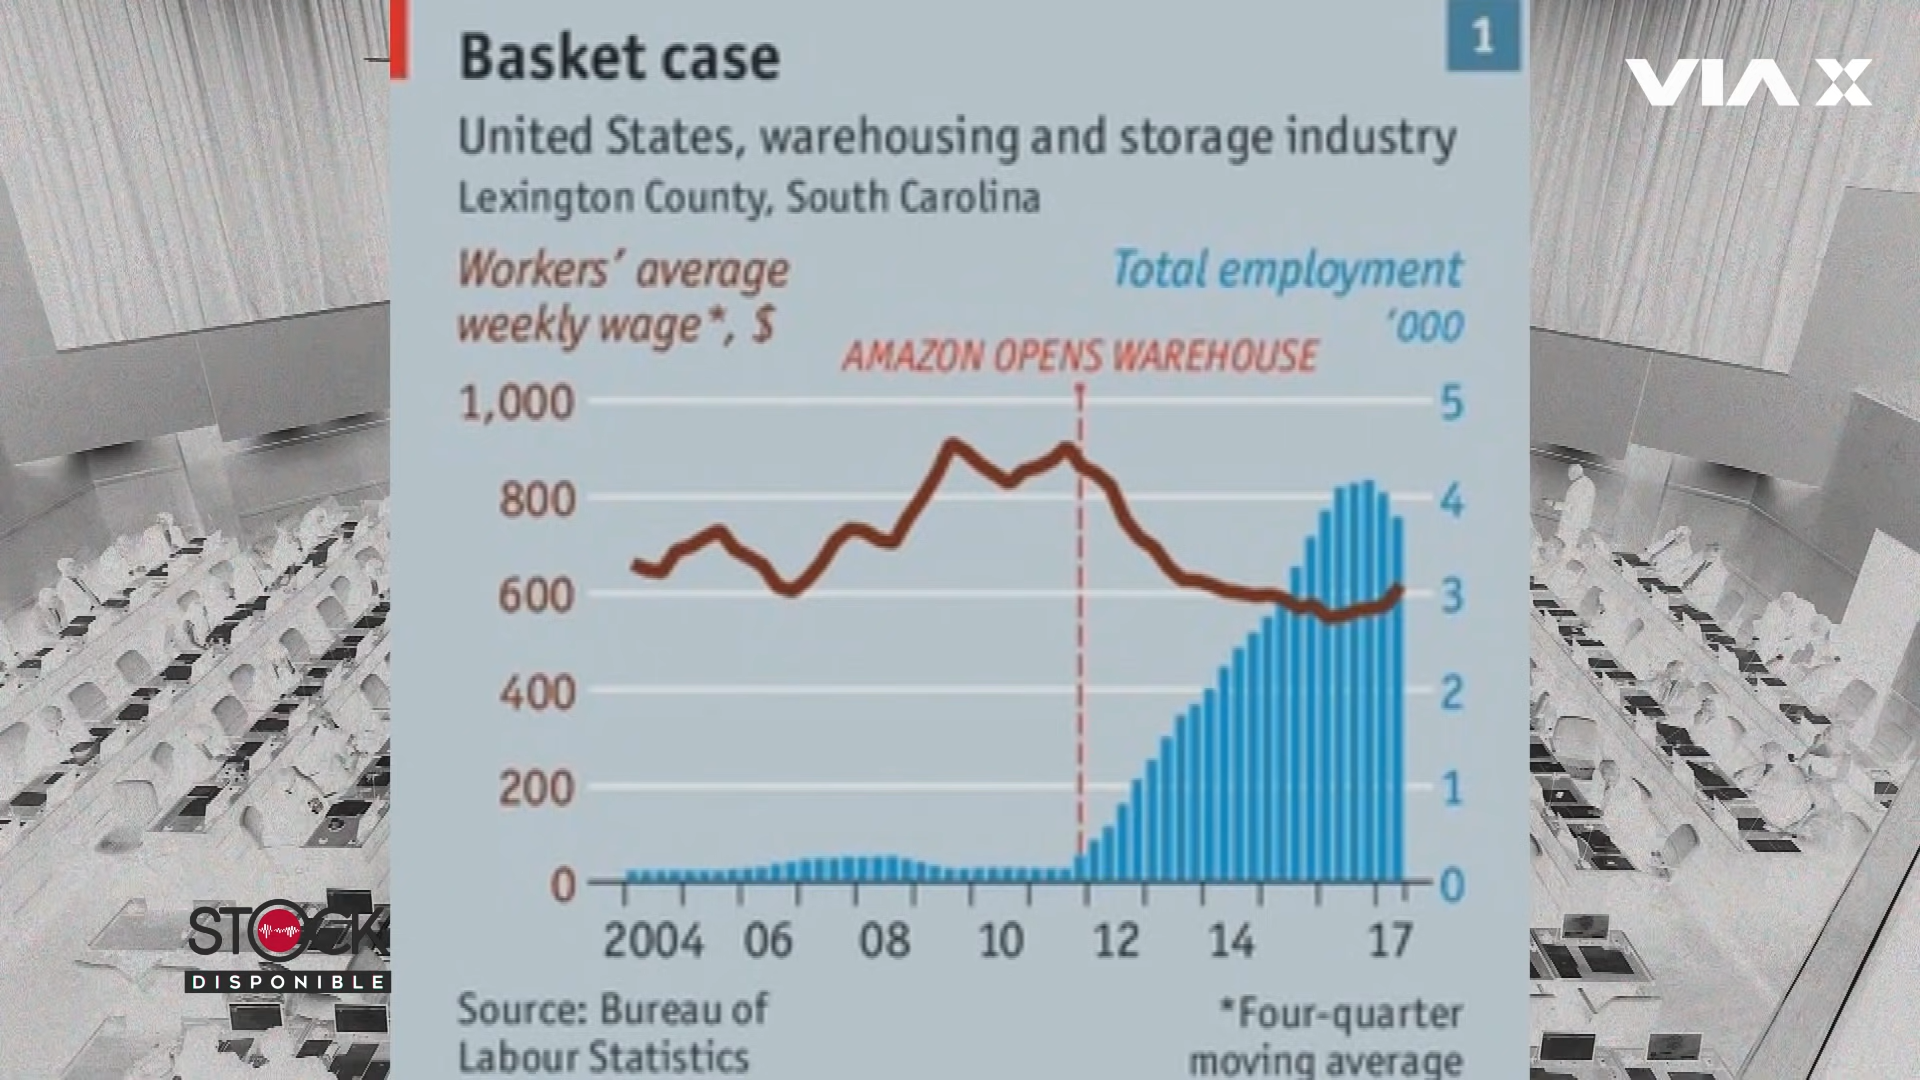 Basket case
1
VIA X
United States, warehousing and storage industry
Lexington County, South Carolina
Workers’ average
weekly wage*, $
Total employment
’000
AMAZON OPENS WAREHOUSE
1,000
800
600
400
200
0
5
4
3
2
1
0
2004 06 08 10 12 14 17
Source: Bureau of
Labour Statistics
*Four-quarter
moving average
STOCK
DISPONIBLE